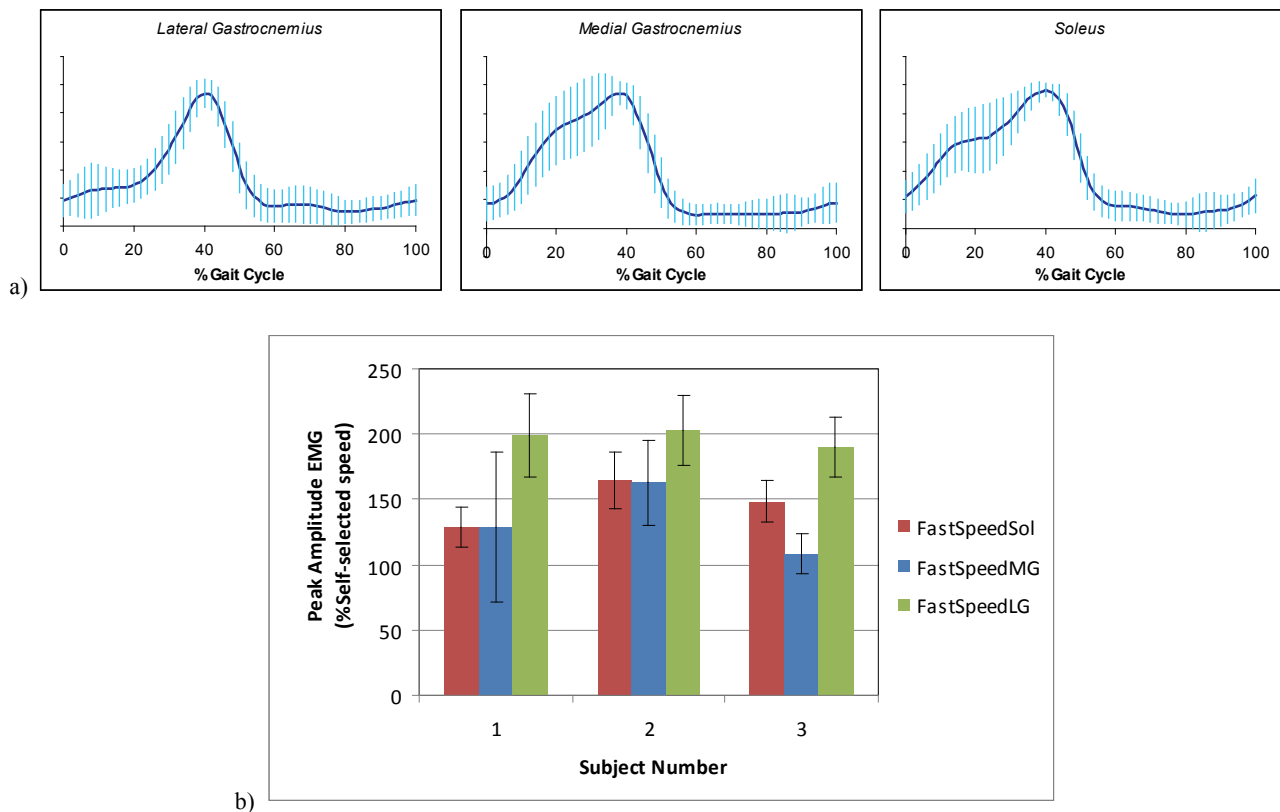 Lateral Gastrocnemius
0 20 40 60 80 100
%Gait Cycle
Medial Gastrocnemius
0 20 40 60 80 100
%Gait Cycle
Soleus
0 20 40 60 80 100
%Gait Cycle
a)
Peak Amplitude EMG
(%Self-selected speed)
250
200
150
100
50
0
1 2 3
Subject Number
FastSpeedSol
FastSpeedMG
FastSpeedLG
b)